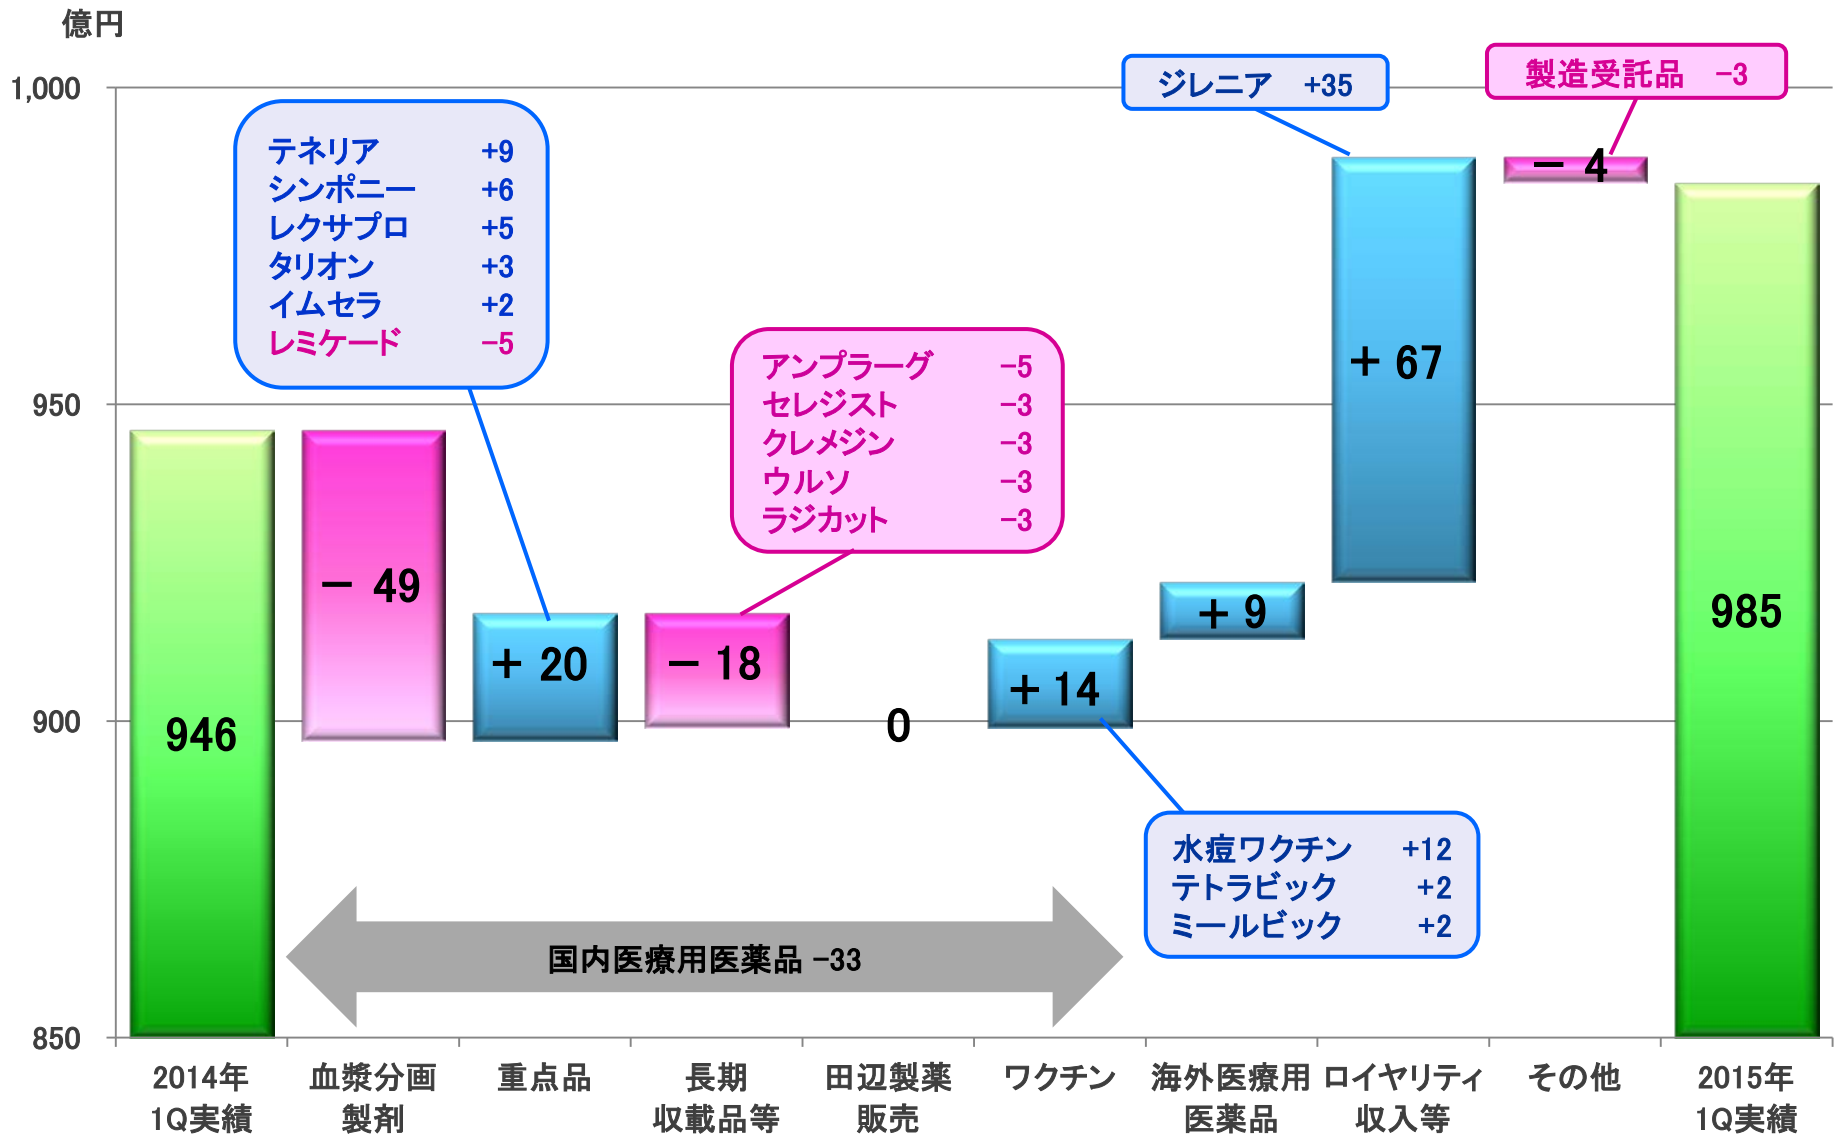 億円
1,000
950
900
850
テネリア +9
シンポニー +6
レクサプロ +5
タリオン +3
イムセラ +2
レミケード −5
アンプラーグ −5
セレジスト −3
クレメジン −3
ウルソ −3
ラジカット −3
ジレニア +35
製造受託品 −3
水痘ワクチン +12
テトラビック +2
ミールビック +2
946
− 49
+ 20
− 18
0
+ 14
+ 9
+ 67
− 4
985
国内医療用医薬品 −33
2014年
1Q実績
血漿分画
製剤
重点品
長期
収載品等
田辺製薬
販売
ワクチン
海外医療用
医薬品
ロイヤリティ
収入等
その他
2015年
1Q実績